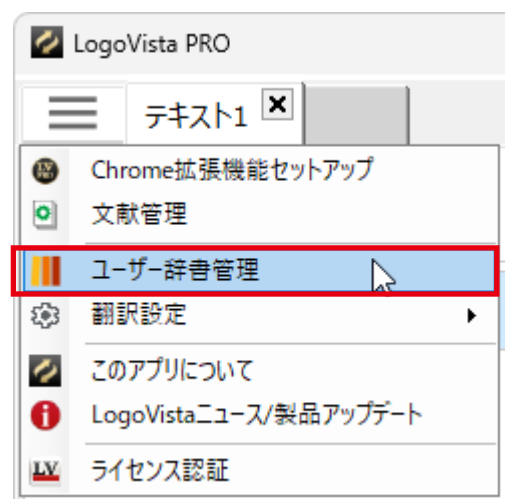 LogoVista PRO
テキスト1
Chrome拡張機能セットアップ
文献管理
ユーザー辞書管理
翻訳設定
このアプリについて
LogoVistaニュース/製品アップデート
LV ライセンス認証